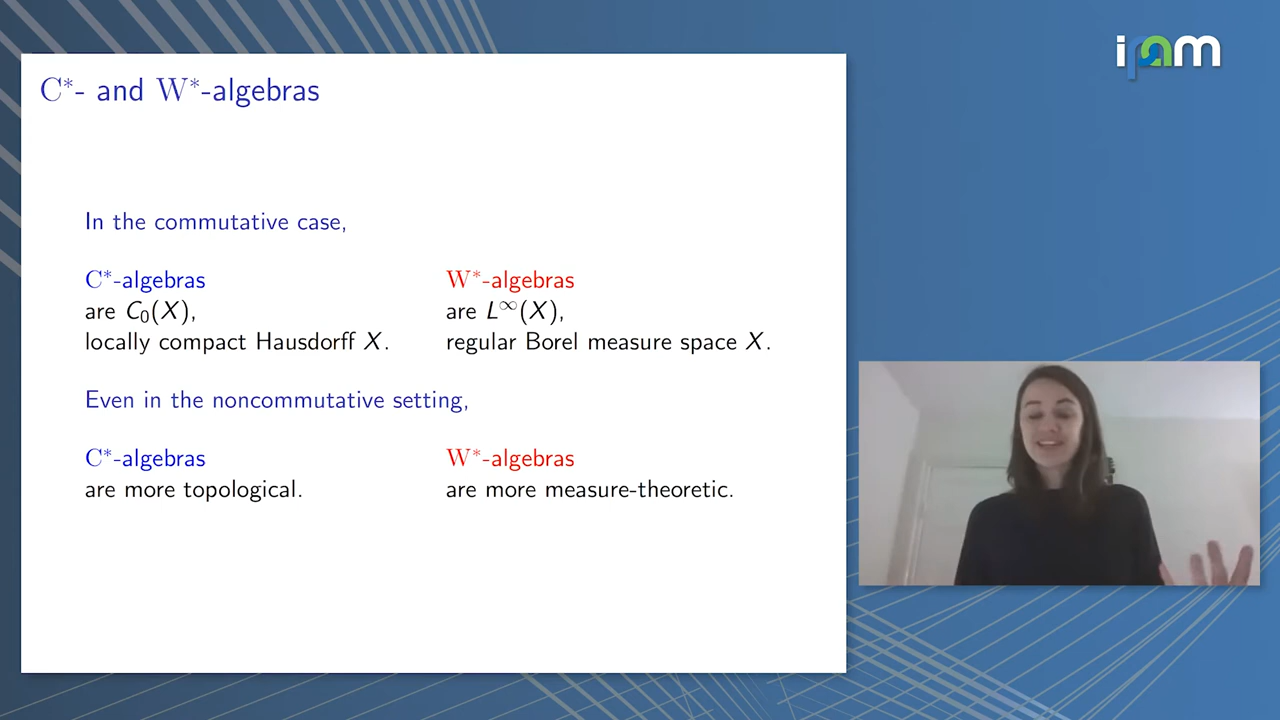 ipam
C*- and W*-algebras
In the commutative case,
C*-algebras
are C₀(X),
locally compact Hausdorff X.
W*-algebras
are L∞(X),
regular Borel measure space X.
Even in the noncommutative setting,
C*-algebras
are more topological.
W*-algebras
are more measure-theoretic.